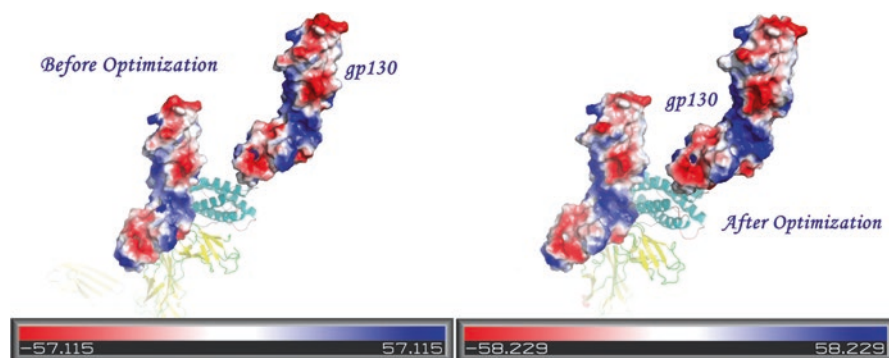 Before Optimization
gp130
gp130
After Optimization
-57.115 57.115
-58.229 58.229